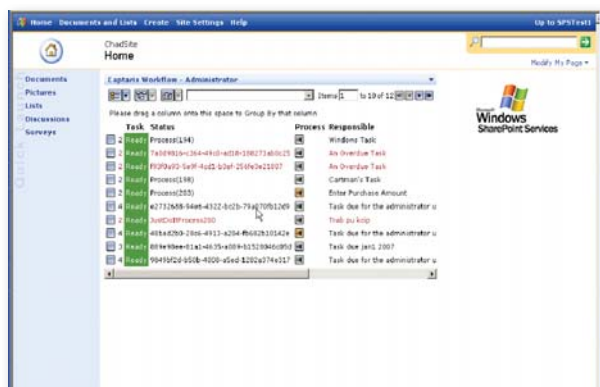 Home Documents and Lists Create Site Settings Help
Up to SPSTest1
ChadSite
Home
Modify My Page
Documents
Pictures
Lists
Discussions
Surveys
Captaris Workflow - Administrator
Items 1 to 10 of 12
Please drag a column onto this space to Group By that column
Task Status Process Responsible
2 Ready Process(194) Windons Task
2 Ready An Overdue Task
2 Ready An Overdue Task
2 Ready Process(198) Cartman's Task
2 Ready Process(203) Enter Purchase Amount
4 Ready Task due for the administrator u
2 Ready
4 Ready Task due for the administrator u
3 Ready Task due jan1 2007
4 Ready Task due for the administrator u
Microsoft
Windows
SharePoint Services